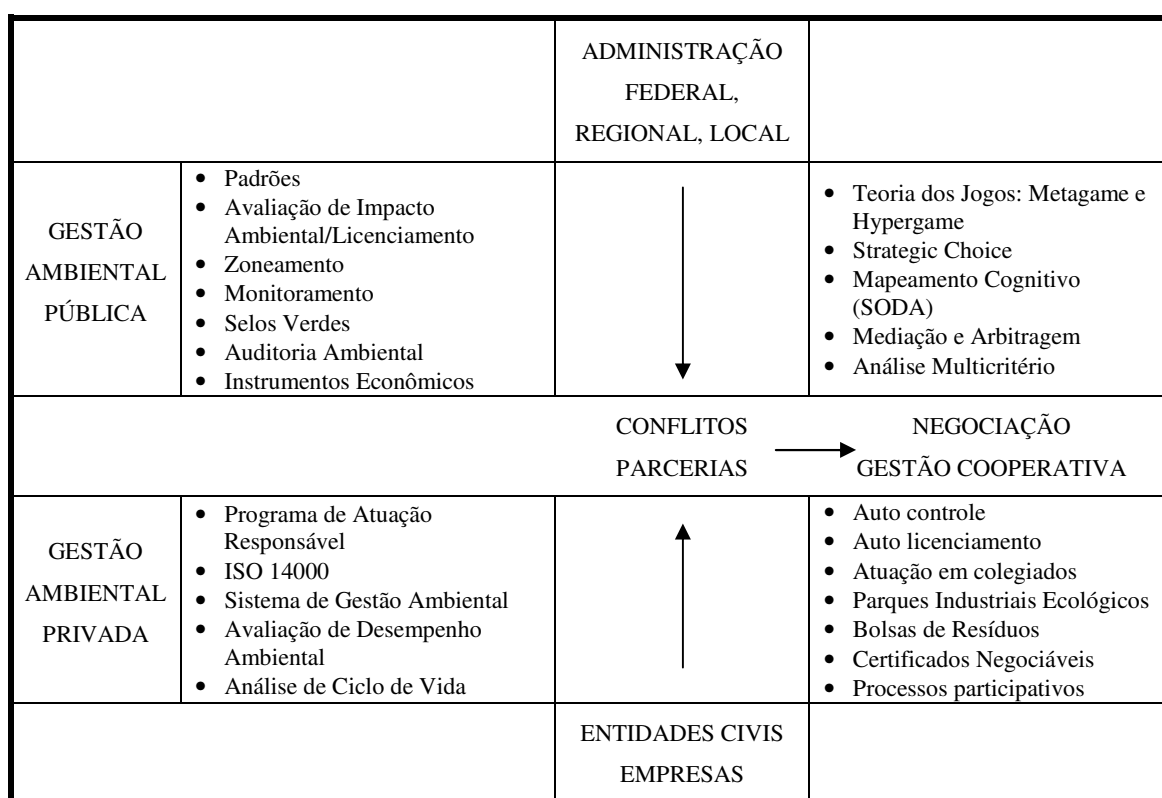 ADMINISTRAÇÃO
FEDERAL,
REGIONAL, LOCAL
GESTÃO
AMBIENTAL
PÚBLICA
• Padrões
• Avaliação de Impacto
Ambiental/Licenciamento
• Zoneamento
• Monitoramento
• Selos Verdes
• Auditoria Ambiental
• Instrumentos Econômicos
• Teoria dos Jogos: Metagame e
Hypergame
• Strategic Choice
• Mapeamento Cognitivo
(SODA)
• Mediação e Arbitragem
• Análise Multicritério
CONFLITOS
PARCERIAS
NEGOCIAÇÃO
GESTÃO COOPERATIVA
GESTÃO
AMBIENTAL
PRIVADA
• Programa de Atuação
Responsável
• ISO 14000
• Sistema de Gestão Ambiental
• Avaliação de Desempenho
Ambiental
• Análise de Ciclo de Vida
• Auto controle
• Auto licenciamento
• Atuação em colegiados
• Parques Industriais Ecológicos
• Bolsas de Resíduos
• Certificados Negociáveis
• Processos participativos
ENTIDADES CIVIS
EMPRESAS